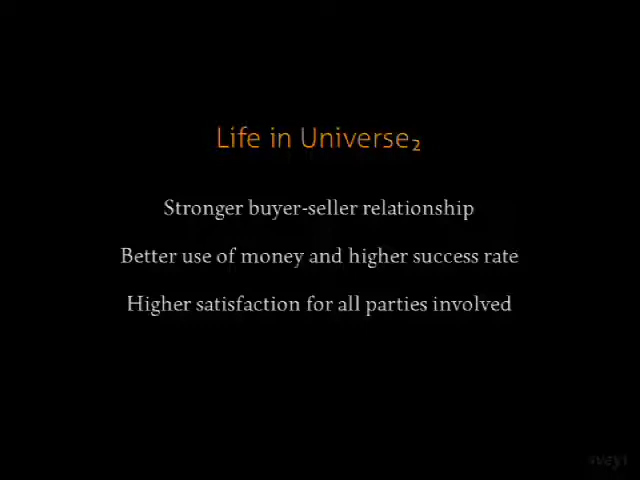 Life in Universe₂
Stronger buyer-seller relationship
Better use of money and higher success rate
Higher satisfaction for all parties involved